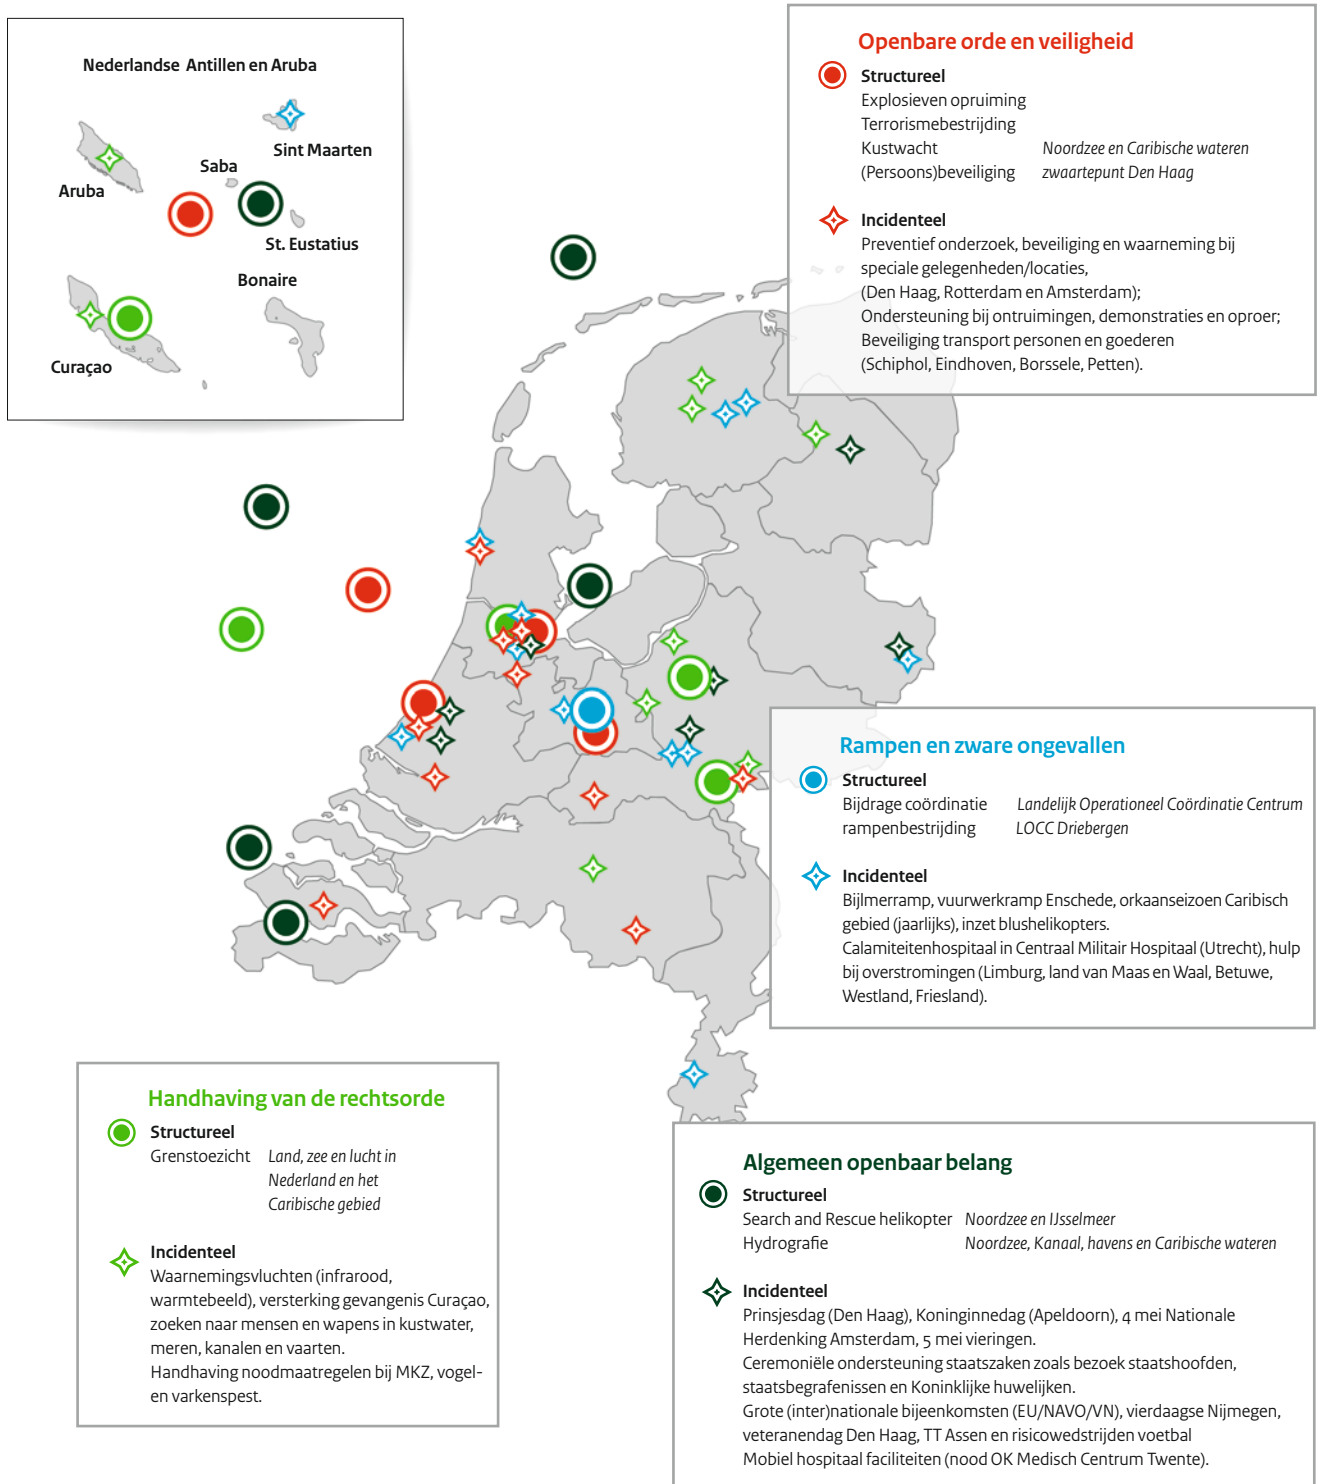 Nederlandse Antillen en Aruba
Sint Maarten
Saba
Aruba
St. Eustatius
Bonaire
Curaçao
Openbare orde en veiligheid
Structureel
Explosieven opruiming
Terrorismebestrijding
Kustwacht Noordzee en Caribische wateren
(Persoons)beveiliging zwaartepunt Den Haag
Incidenteel
Preventief onderzoek, beveiliging en waarneming bij
speciale gelegenheden/locaties,
(Den Haag, Rotterdam en Amsterdam);
Ondersteuning bij ontruimingen, demonstraties en oproer;
Beveiliging transport personen en goederen
(Schiphol, Eindhoven, Borssele, Petten).
Rampen en zware ongevallen
Structureel
Bijdrage coördinatie Landelijk Operationeel Coördinatie Centrum
rampenbestrijding LOCC Driebergen
Incidenteel
Bijlmerramp, vuurwerkramp Enschede, orkaanseizoen Caribisch
gebied (jaarlijks), inzet blushelikopters.
Calamiteitenhospitaal in Centraal Militair Hospitaal (Utrecht), hulp
bij overstromingen (Limburg, land van Maas en Waal, Betuwe,
Westland, Friesland).
Handhaving van de rechtsorde
Structureel
Grenstoezicht Land, zee en lucht in
Nederland en het
Caribische gebied
Incidenteel
Waarnemingsvluchten (infrarood,
warmtebeeld), versterking gevangenis Curaçao,
zoeken naar mensen en wapens in kustwater,
meren, kanalen en vaarten.
Handhaving noodmaatregelen bij MKZ, vogel-
en varkenspest.
Algemeen openbaar belang
Structureel
Search and Rescue helikopter Noordzee en IJsselmeer
Hydrografie Noordzee, Kanaal, havens en Caribische wateren
Incidenteel
Prinsjesdag (Den Haag), Koninginnedag (Apeldoorn), 4 mei Nationale
Herdenking Amsterdam, 5 mei vieringen.
Ceremoniële ondersteuning staatszaken zoals bezoek staatshoofden,
staatsbegrafenissen en Koninklijke huwelijken.
Grote (inter)nationale bijeenkomsten (EU/NAVO/VN), vierdaagse Nijmegen,
veteranendag Den Haag, TT Assen en risicowedstrijden voetbal
Mobiel hospitaal faciliteiten (nood OK Medisch Centrum Twente).